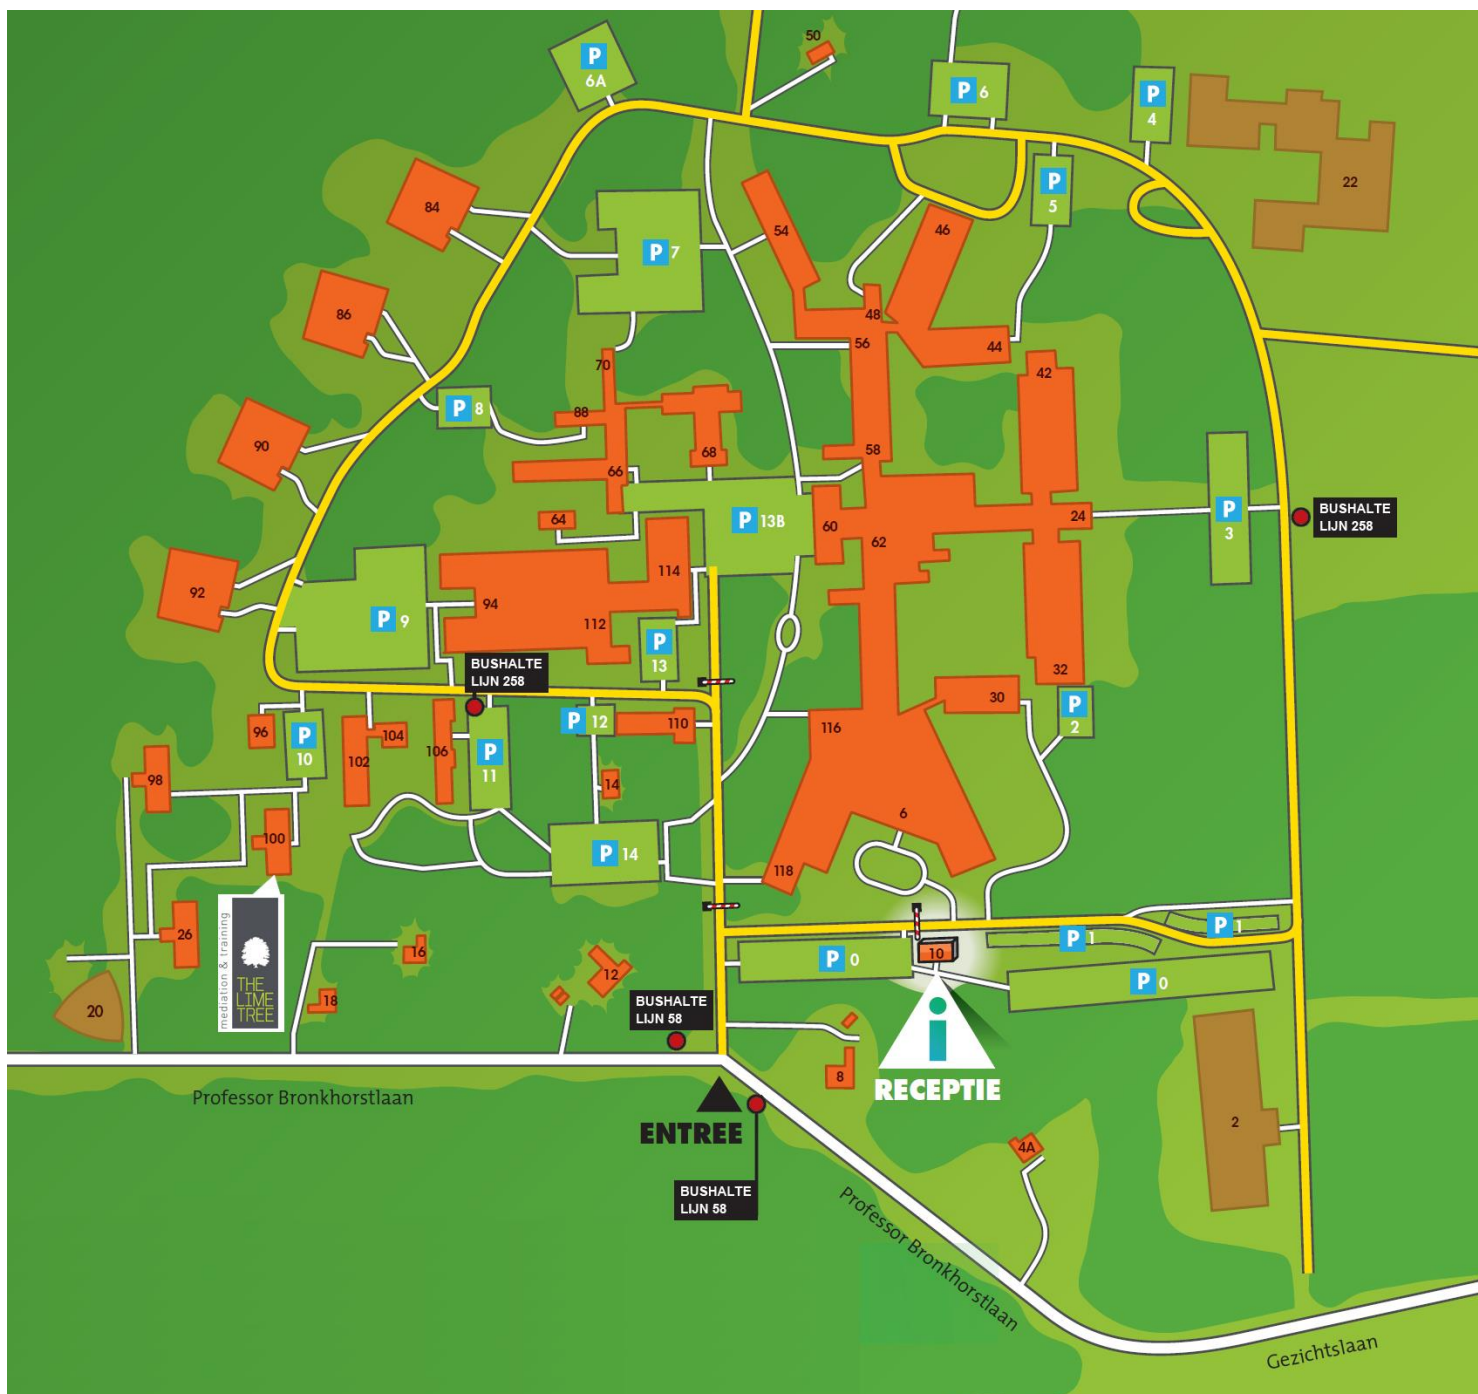 50
P
6A
P 6
P
4
22
84
P
5
54
46
P 7
86
48
56
44
70
42
88
P 8
90
68
58
66
64
P 13B
60
62
24
P
3
BUSHALTE
LIJN 258
92
114
94
P 9
112
P
13
BUSHALTE
LIJN 258
32
30
P
2
96
P
10
104
102
106
P
11
P 12
110
116
98
14
100
P 14
6
118
mediation & training
THE
LIME
TREE
26
16
18
12
20
P 0
10
P 1
P 1
P 0
BUSHALTE
LIJN 58
i
RECEPTIE
8
Professor Bronkhorstlaan
ENTREE
2
4A
BUSHALTE
LIJN 58
Professor Bronkhorstlaan
Gezichtslaan